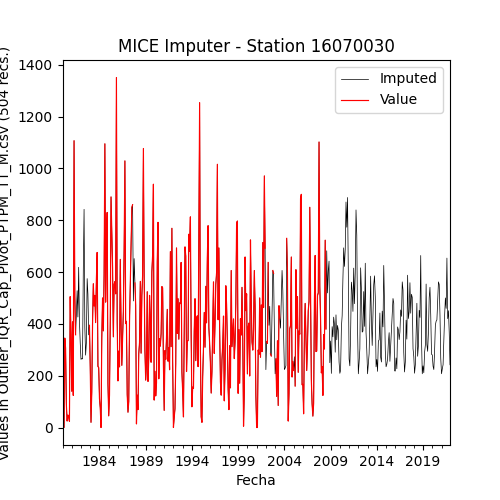 MICE Imputer - Station 16070030
Values in Outlier_IQR_Cap_Pivot_PTPM_TT_M.csv (504 recs.)
1400
1200
1000
800
600
400
200
0
Imputed
Value
1984 1989 1994 1999 2004 2009 2014 2019
Fecha